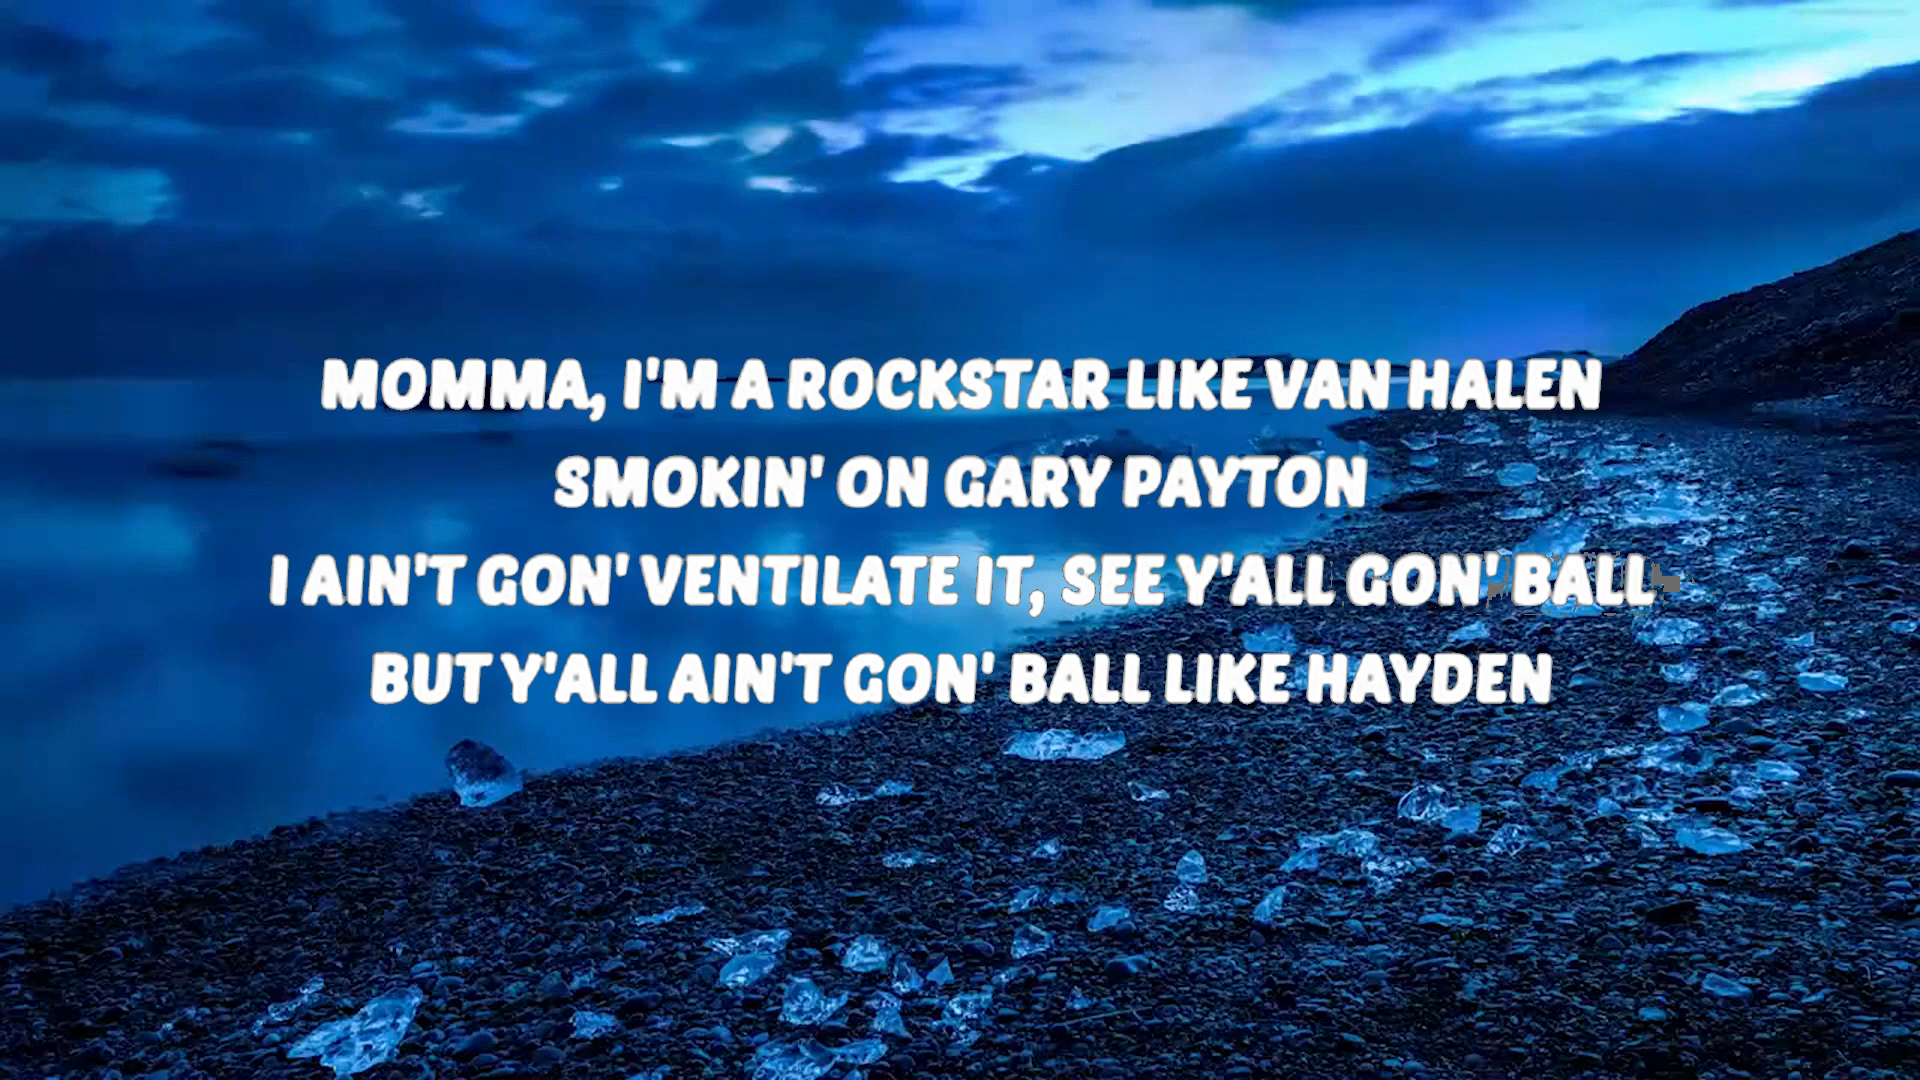 MOMMA, I'M A ROCKSTAR LIKE VAN HALEN
SMOKIN' ON GARY PAYTON
I AIN'T GON' VENTILATE IT, SEE Y'ALL GON' BALL
BUT Y'ALL AIN'T GON' BALL LIKE HAYDEN